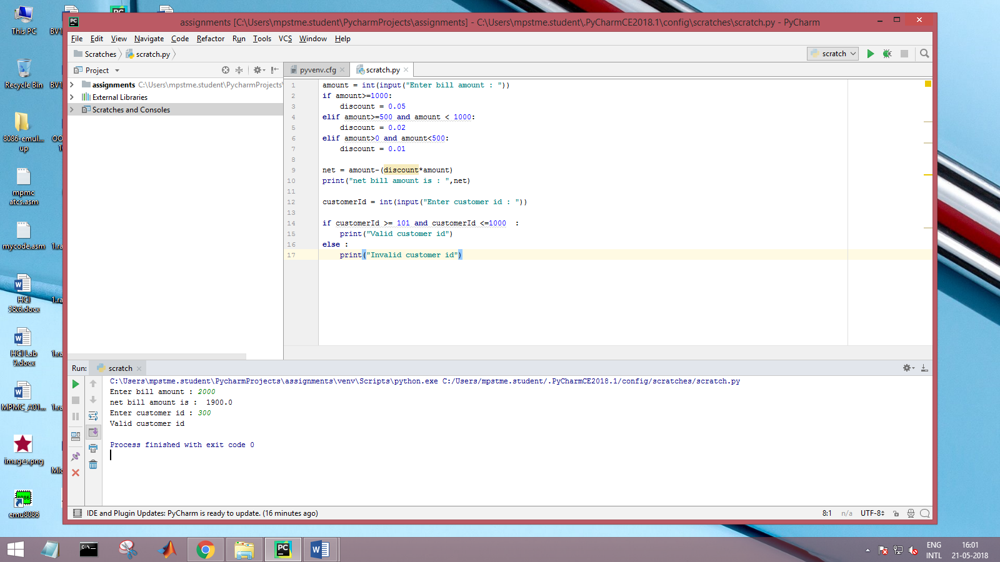 assignments [C:\Users\mpstme.student\PycharmProjects\assignments] - C:\Users\mpstme.student\.PyCharmCE2018.1\config\scratches\scratch.py - PyCharm
File Edit View Navigate Code Refactor Run Tools VCS Window Help
Scratches scratch.py
scratch
Project
pyvenv.cfg scratch.py
assignments C:\Users\mpstme.student\PycharmProjects\
External Libraries
Scratches and Consoles
1 amount = int(input("Enter bill amount : "))
2 if amount>=1000:
3 discount = 0.05
4 elif amount>=500 and amount < 1000:
5 discount = 0.02
6 elif amount>0 and amount<500:
7 discount = 0.01
8
9 net = amount-(discount*amount)
10 print("net bill amount is : ",net)
11
12 customerId = int(input("Enter customer id : "))
13
14 if customerId >= 101 and customerId <=1000  :
15 print("Valid customer id")
16 else :
17 print("Invalid customer id")
Run: scratch
C:\Users\mpstme.student\PycharmProjects\assignments\venv\Scripts\python.exe C:/Users/mpstme.student/.PyCharmCE2018.1/config/scratches/scratch.py
Enter bill amount : 2000
net bill amount is :  1900.0
Enter customer id : 300
Valid customer id
Process finished with exit code 0
IDE and Plugin Updates: PyCharm is ready to update. (16 minutes ago)
8:1 n/a UTF-8
This PC
Recycle Bin
8086-emul...
up
mpmc
atcs.asm
mycode.asm
HCI
5&6.docx
HCI Lab
9.docx
MPMC_A01...
images.png
emu8086
BV1
BV1
OO
1.ra
1.ra
1.ra
1.ra
Mic
PC
PC
C:\_
ENG
INTL
16:01
21-05-2018